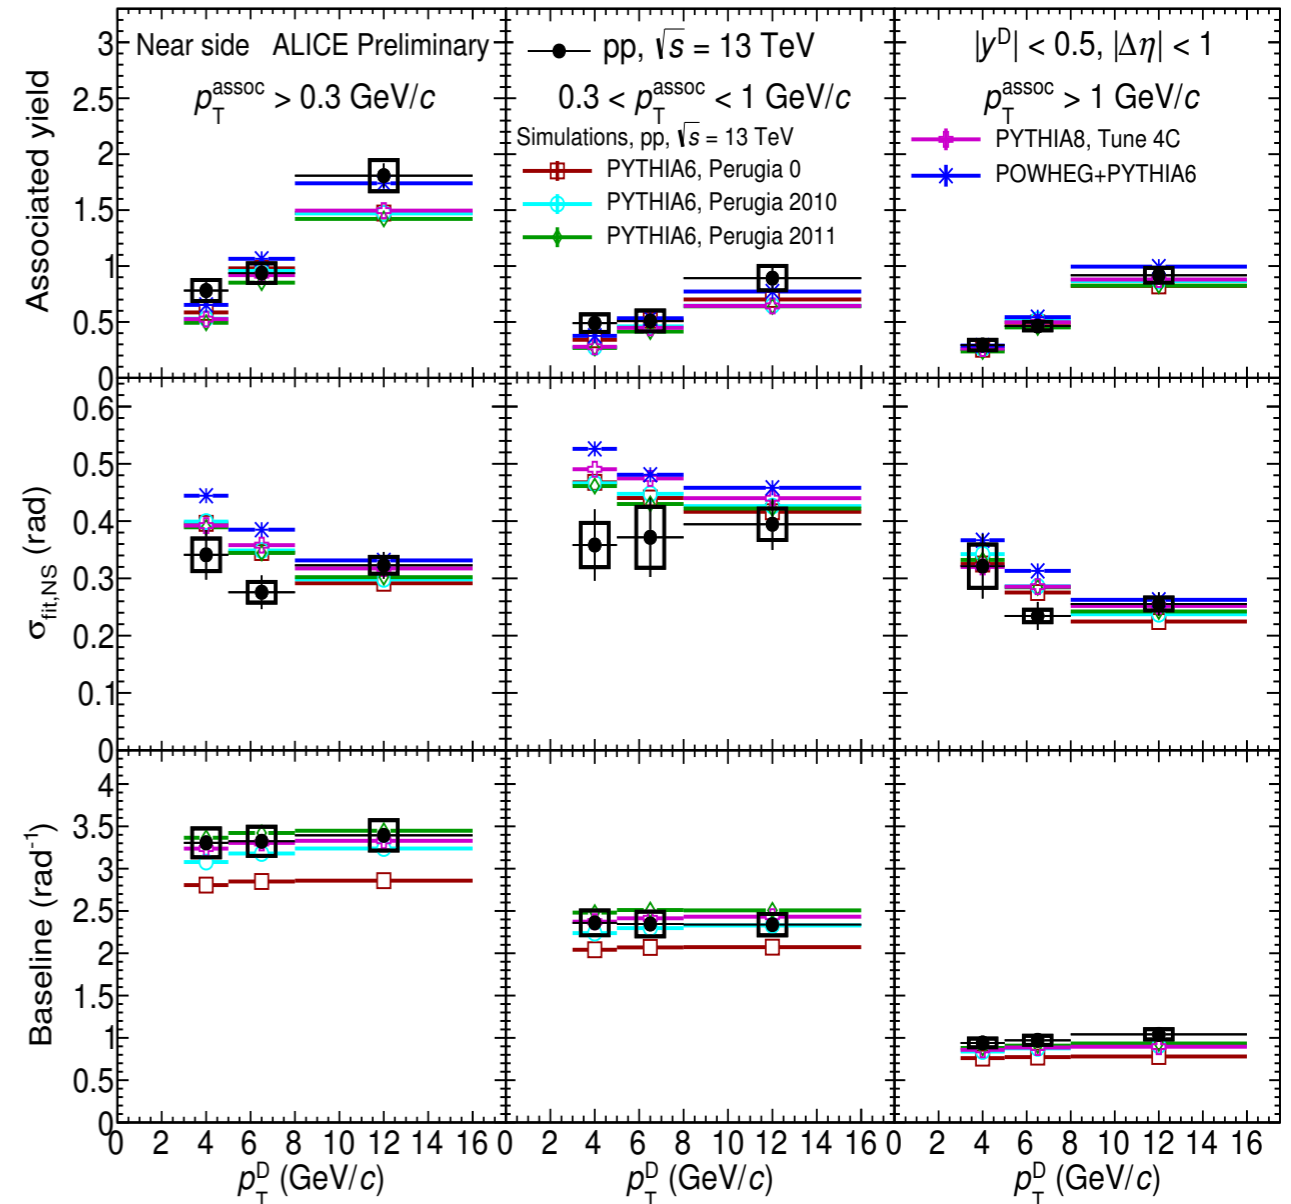 Near side ALICE Preliminary
p_T^assoc > 0.3 GeV/c
pp, √s = 13 TeV
0.3 < p_T^assoc < 1 GeV/c
Simulations, pp, √s = 13 TeV
PYTHIA6, Perugia 0
PYTHIA6, Perugia 2010
PYTHIA6, Perugia 2011
|y^D| < 0.5, |Δη| < 1
p_T^assoc > 1 GeV/c
PYTHIA8, Tune 4C
POWHEG+PYTHIA6
Associated yield
3
2.5
2
1.5
1
0.5
0
σ_fit,NS (rad)
0.6
0.5
0.4
0.3
0.2
0.1
0
Baseline (rad^-1)
4
3.5
3
2.5
2
1.5
1
0.5
0
0 2 4 6 8 10 12 14 16
0 2 4 6 8 10 12 14 16
2 4 6 8 10 12 14 16
p_T^D (GeV/c)
p_T^D (GeV/c)
p_T^D (GeV/c)